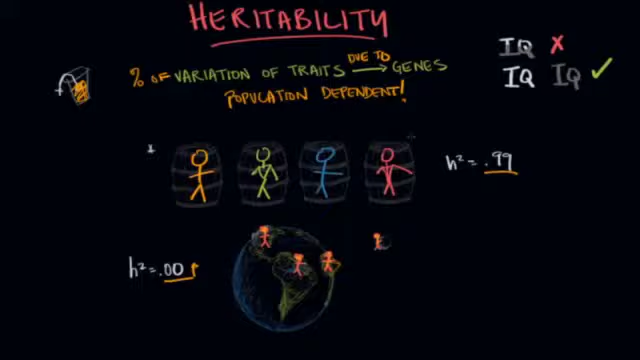 HERITABILITY
% OF VARIATION OF TRAITS DUE TO → GENES
POPULATION DEPENDENT!
IQ ✗
IQ IQ ✓
h² = .99
h² = .00